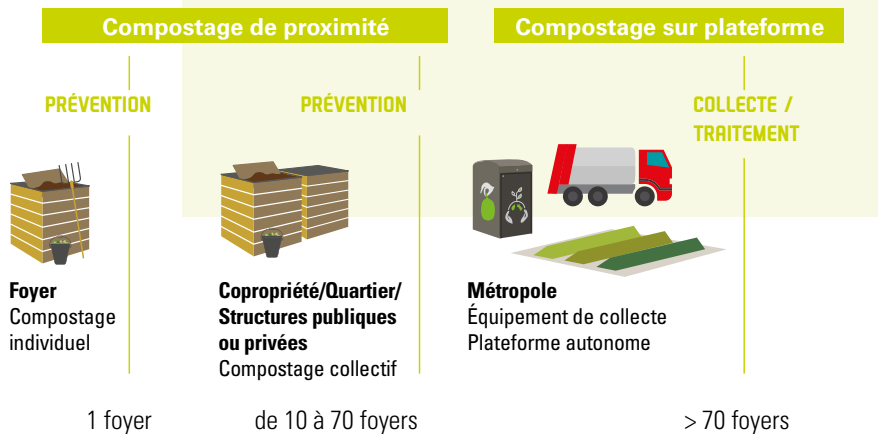 Compostage de proximité
Compostage sur plateforme
PRÉVENTION
PRÉVENTION
COLLECTE /
TRAITEMENT
Foyer
Compostage
individuel
Copropriété/Quartier/
Structures publiques
ou privées
Compostage collectif
Métropole
Équipement de collecte
Plateforme autonome
1 foyer
de 10 à 70 foyers
> 70 foyers